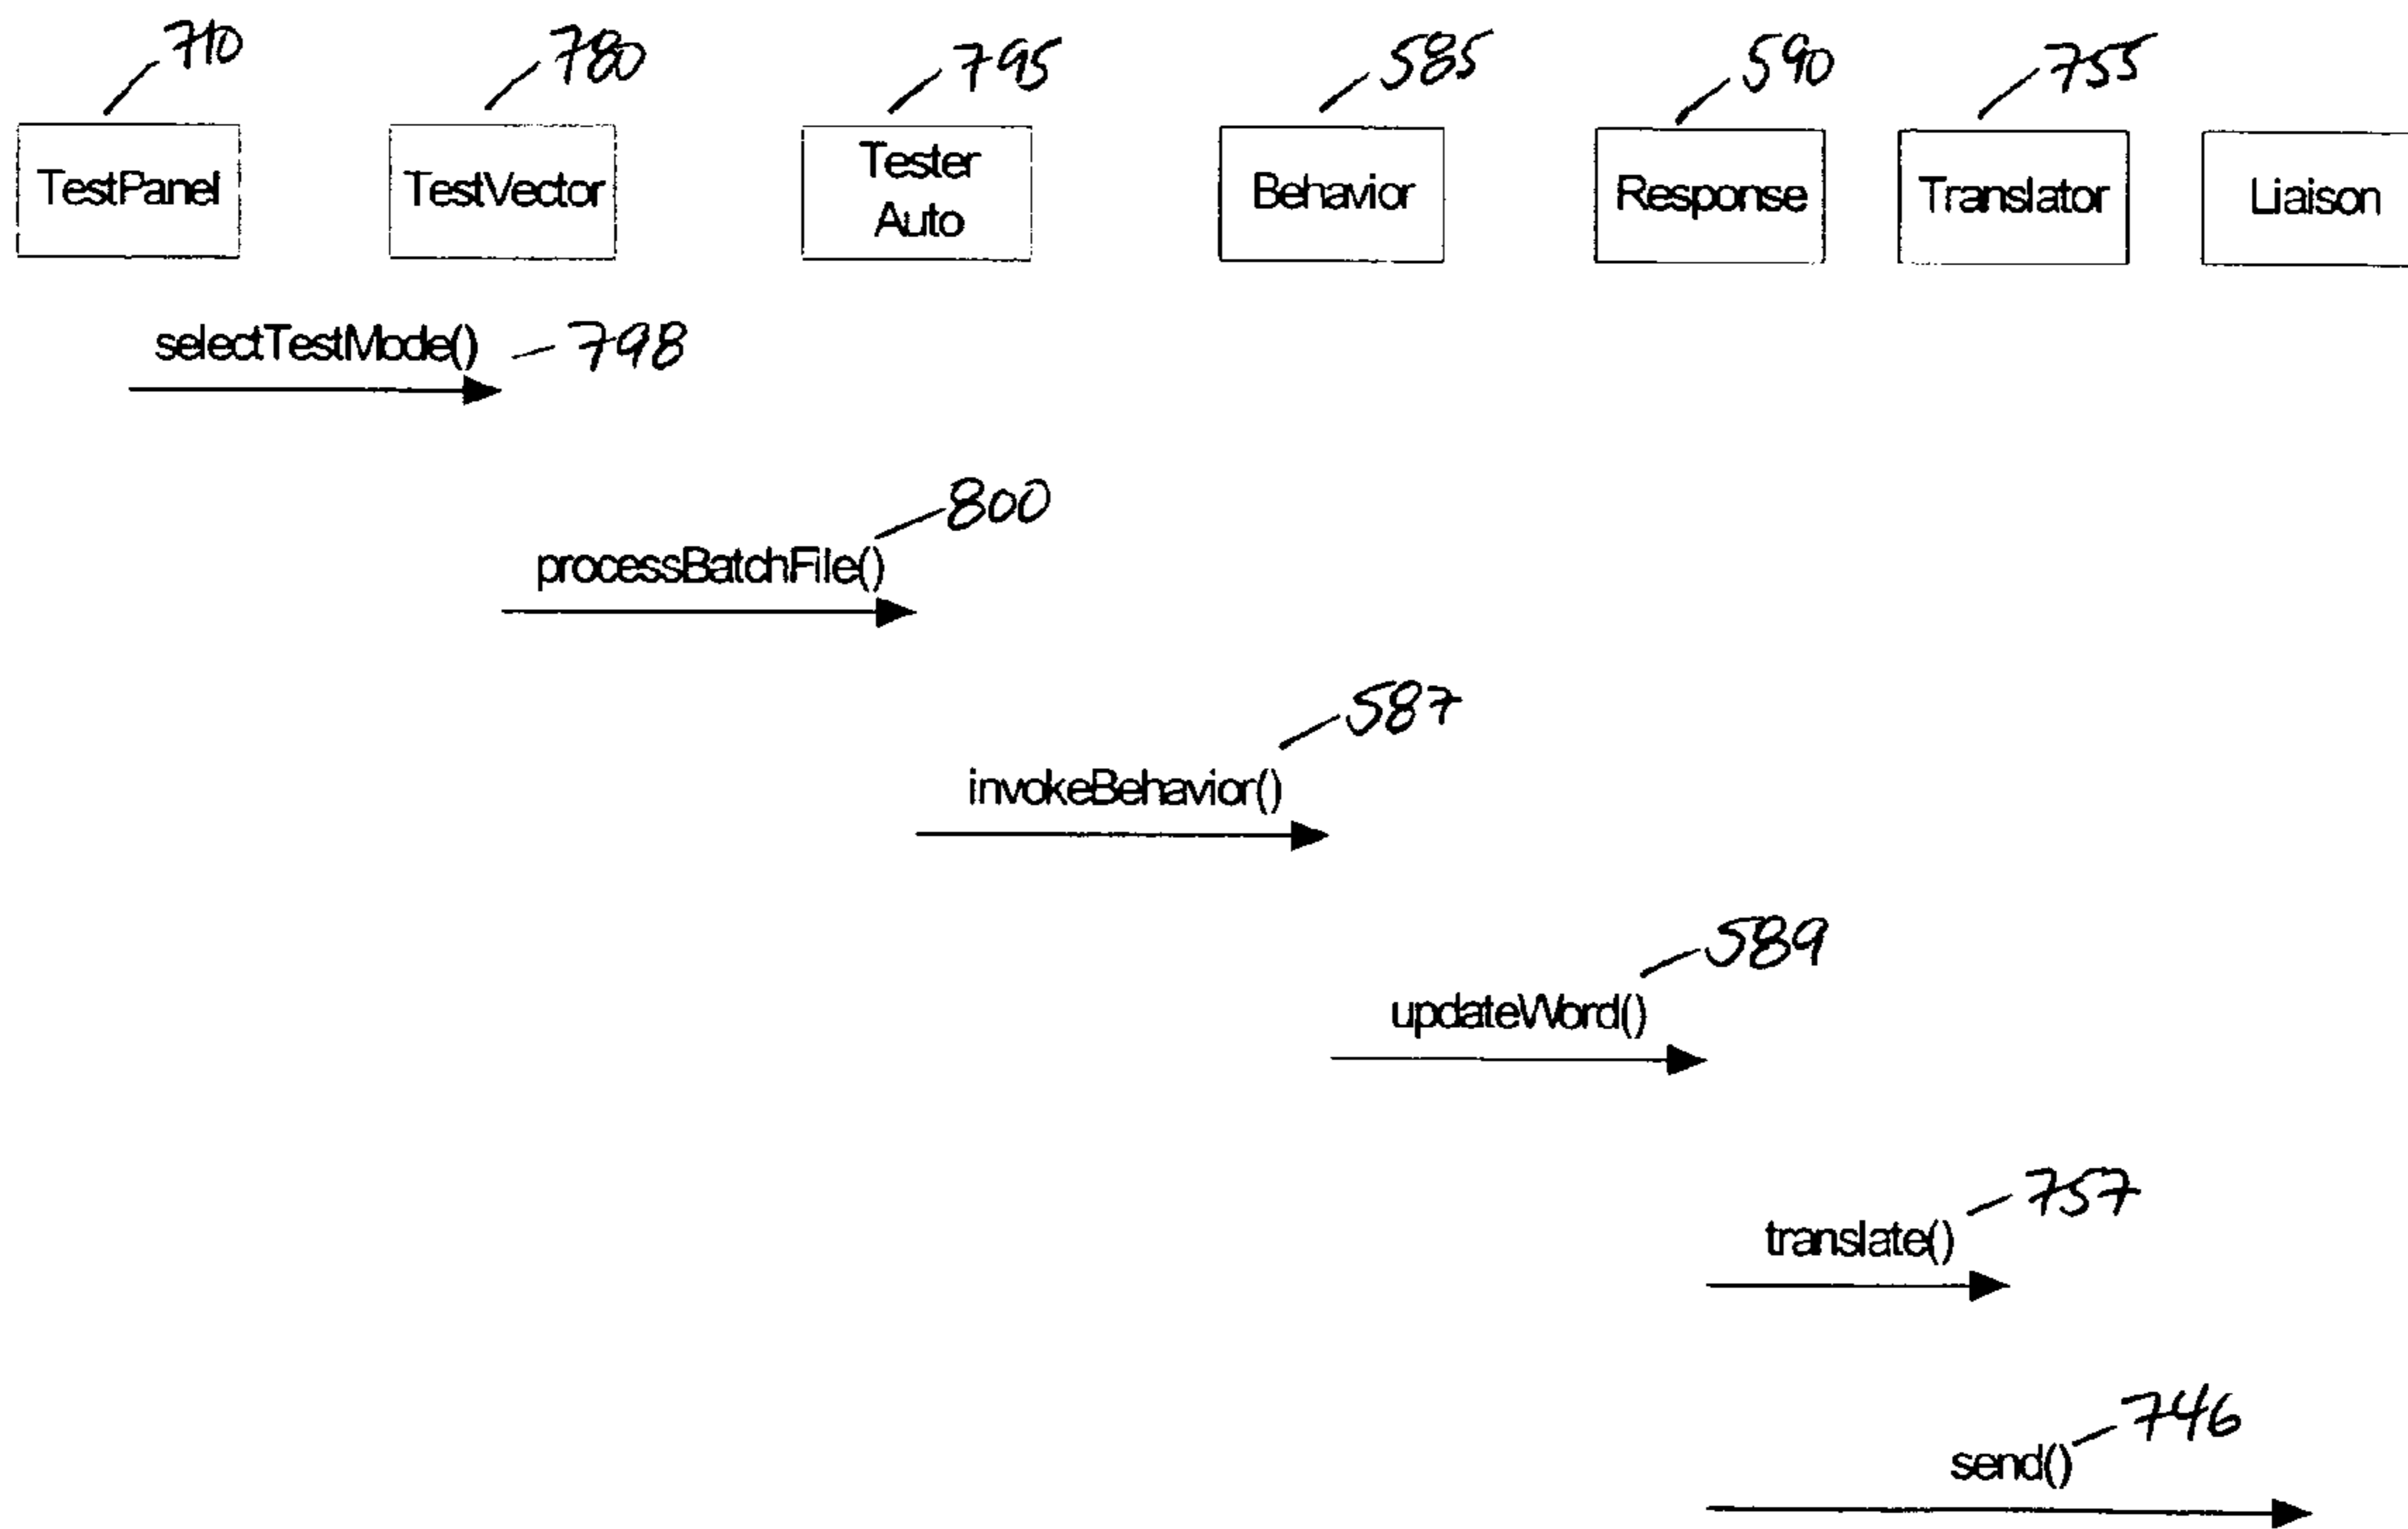 710 780 795 585 590 755
TestPanel TestVector Tester Auto Behavior Response Translator Liaison
selectTestMode() 798
800
processBatchFile()
587
invokeBehavior()
589
updateWord()
757
translate()
746
send()